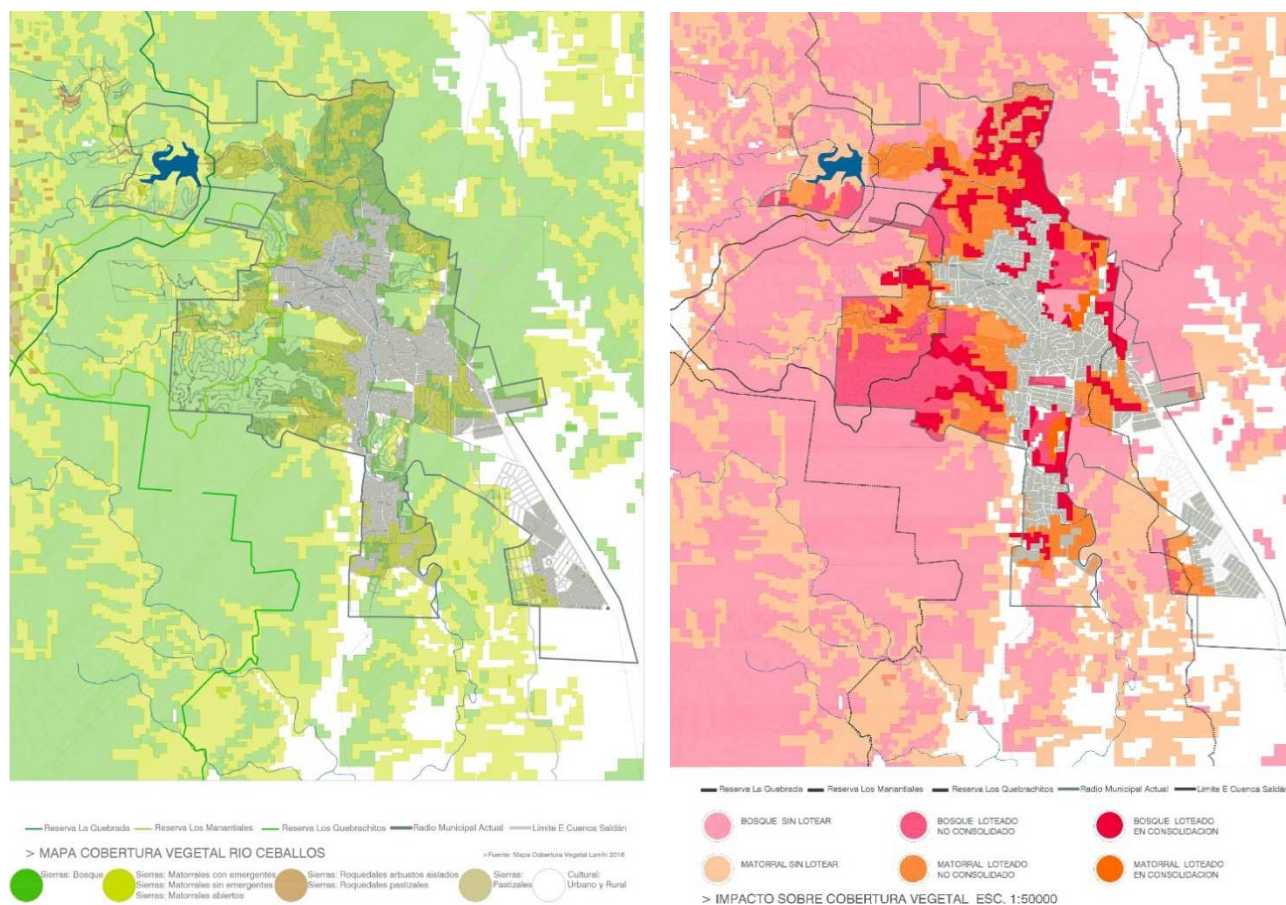 Reserva La Quebrada Reserva Los Manantiales Reserva Los Quebrachitos Radio Municipal Actual Límite E Cuenca Saldán
> MAPA COBERTURA VEGETAL RIO CEBALLOS
>Fuente: Mapa Cobertura Vegetal Lamfn 2018
Sierras: Bosque
Sierras: Matorrales con emergentes
Sierras: Matorrales sin emergentes
Sierras: Matorrales abiertos
Sierras: Roquedales arbustos aislados
Sierras: Roquedales pastizales
Sierras:
Pastizales
Cultural:
Urbano y Rural
Reserva La Quebrada Reserva Los Manantiales Reserva Los Quebrachitos Radio Municipal Actual Limite E Cuenca Saldán
BOSQUE SIN LOTEAR
BOSQUE LOTEADO
NO CONSOLIDADO
BOSQUE LOTEADO
EN CONSOLIDACION
MATORRAL SIN LOTEAR
MATORRAL LOTEADO
NO CONSOLIDADO
MATORRAL LOTEADO
EN CONSOLIDACION
> IMPACTO SOBRE COBERTURA VEGETAL ESC. 1:50000